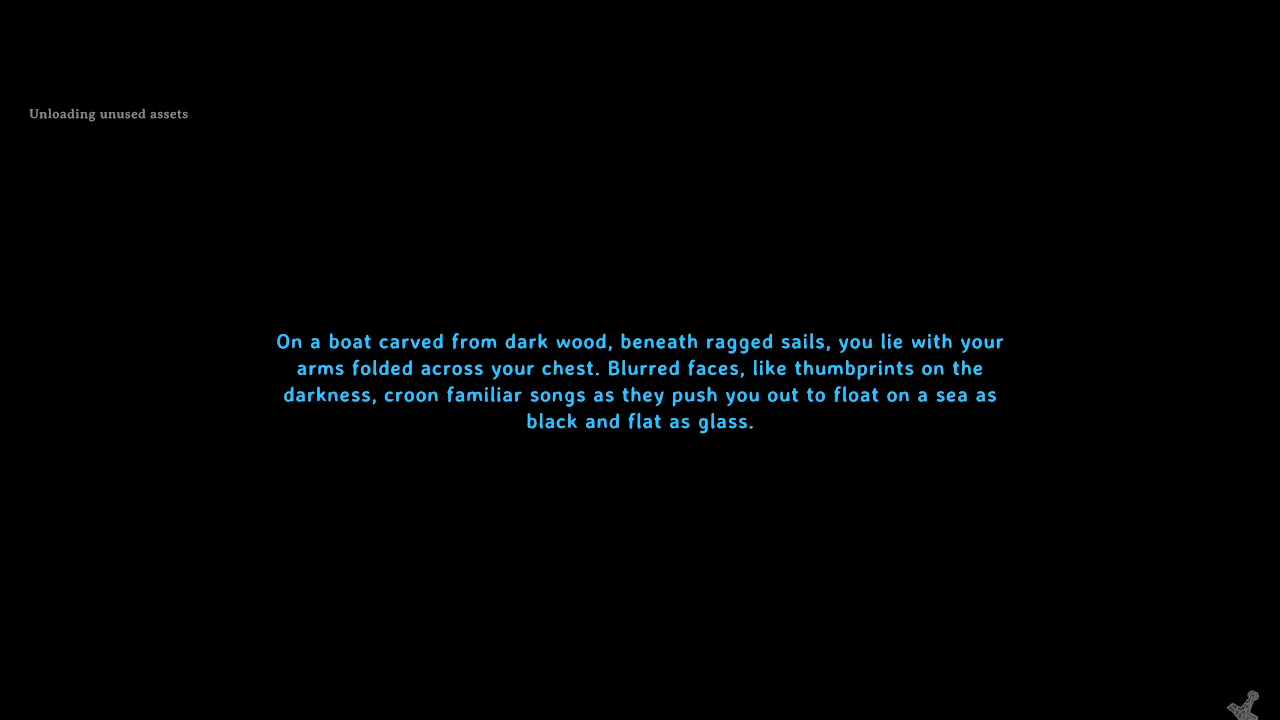 Unloading unused assets
On a boat carved from dark wood, beneath ragged sails, you lie with your
arms folded across your chest. Blurred faces, like thumbprints on the
darkness, croon familiar songs as they push you out to float on a sea as
black and flat as glass.